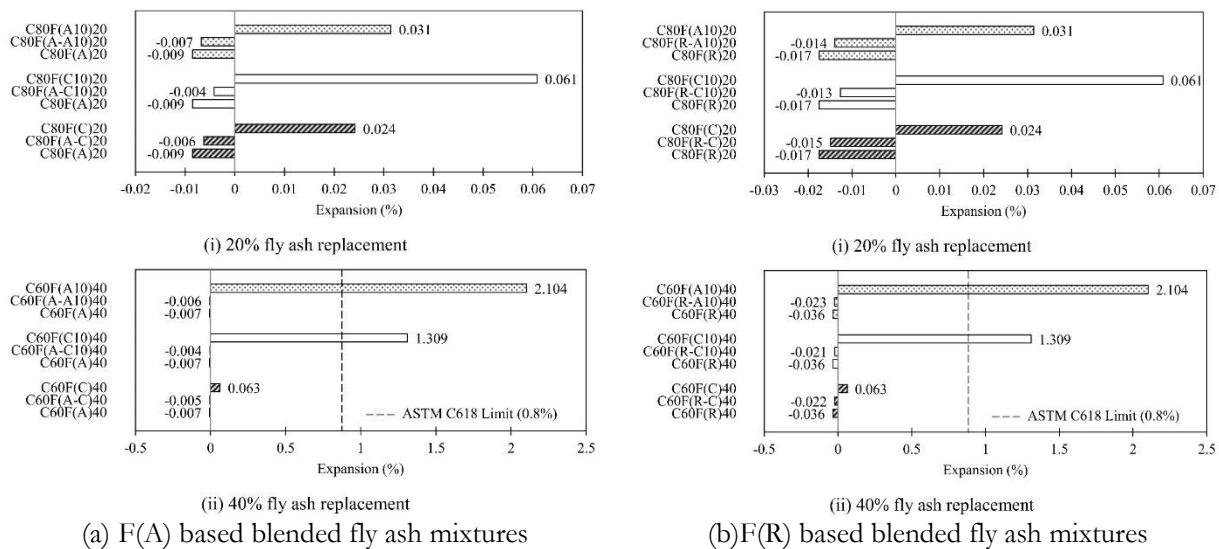 C80F(A10)20
0.031
C80F(A-A10)20
-0.007
C80F(A)20
-0.009
C80F(C10)20
0.061
C80F(A-C10)20
-0.004
C80F(A)20
-0.009
C80F(C)20
0.024
C80F(A-C)20
-0.006
C80F(A)20
-0.009
-0.02 -0.01 0 0.01 0.02 0.03 0.04 0.05 0.06 0.07
Expansion (%)
(i) 20% fly ash replacement
C60F(A10)40
2.104
C60F(A-A10)40
-0.006
C60F(A)40
-0.007
C60F(C10)40
1.309
C60F(A-C10)40
-0.004
C60F(A)40
-0.007
C60F(C)40
0.063
C60F(A-C)40
-0.005
C60F(A)40
-0.007
ASTM C618 Limit (0.8%)
-0.5 0 0.5 1 1.5 2 2.5
Expansion (%)
(ii) 40% fly ash replacement
(a) F(A) based blended fly ash mixtures
C80F(A10)20
0.031
C80F(R-A10)20
-0.014
C80F(R)20
-0.017
C80F(C10)20
0.061
C80F(R-C10)20
-0.013
C80F(R)20
-0.017
C80F(C)20
0.024
C80F(R-C)20
-0.015
C80F(R)20
-0.017
-0.03 -0.02 -0.01 0 0.01 0.02 0.03 0.04 0.05 0.06 0.07
Expansion (%)
(i) 20% fly ash replacement
C60F(A10)40
2.104
C60F(R-A10)40
-0.023
C60F(R)40
-0.036
C60F(C10)40
1.309
C60F(R-C10)40
-0.021
C60F(R)40
-0.036
C60F(C)40
0.063
C60F(R-C)40
-0.022
C60F(R)40
-0.036
ASTM C618 Limit (0.8%)
-0.5 0 0.5 1 1.5 2 2.5
Expansion (%)
(ii) 40% fly ash replacement
(b)F(R) based blended fly ash mixtures